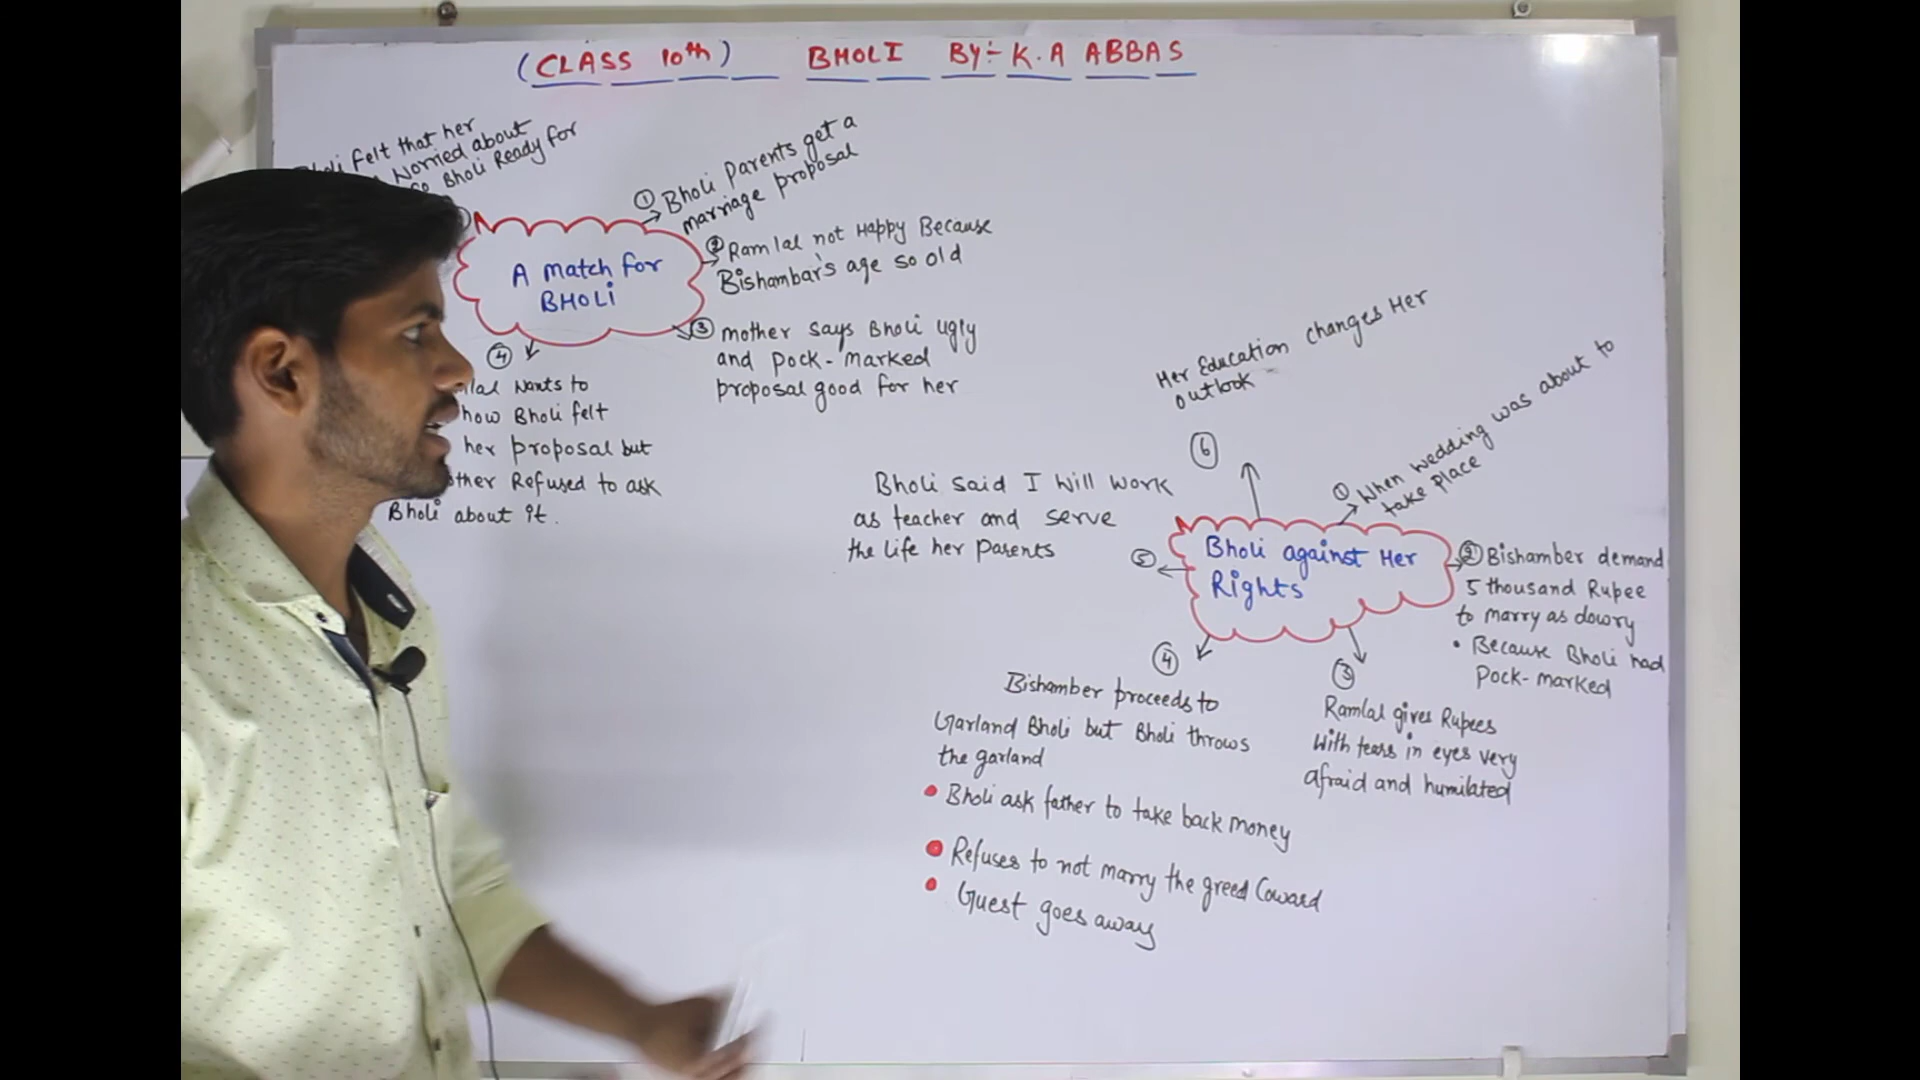 (CLASS 10th) BHOLI BY:- K.A ABBAS
felt that her
Worried about
Bholi Ready for
A match for
BHOLi
① Bholi Parents get a
marriage proposal
② Ramlal not Happy Because
Bishambar's age so old
③ mother says Bholi ugly
and pock-marked
proposal good for her
④
wants to
how Bholi felt
her proposal but
Refused to ask
Bholi about it.
Bholi against Her
Rights
① When wedding was about to
take place
② Bishamber demand
5 thousand Rupee
to marry as dowry
• Because Bholi had
Pock-marked
③
Ramlal gives Rupees
With tears in eyes very
afraid and humilated
④
Bishamber proceeds to
Garland Bholi but Bholi throws
the garland
• Bholi ask father to take back money
• Refuses to not marry the greed Coward
• Guest goes away
⑤
Bholi said I will work
as teacher and serve
the life her Parents
⑥
Her Education changes Her
outlook